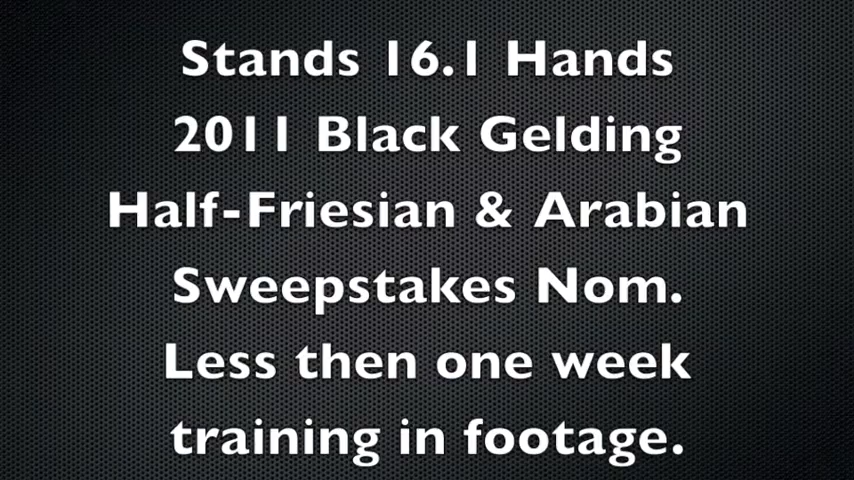 Stands 16.1 Hands
2011 Black Gelding
Half-Friesian & Arabian
Sweepstakes Nom.
Less then one week
training in footage.